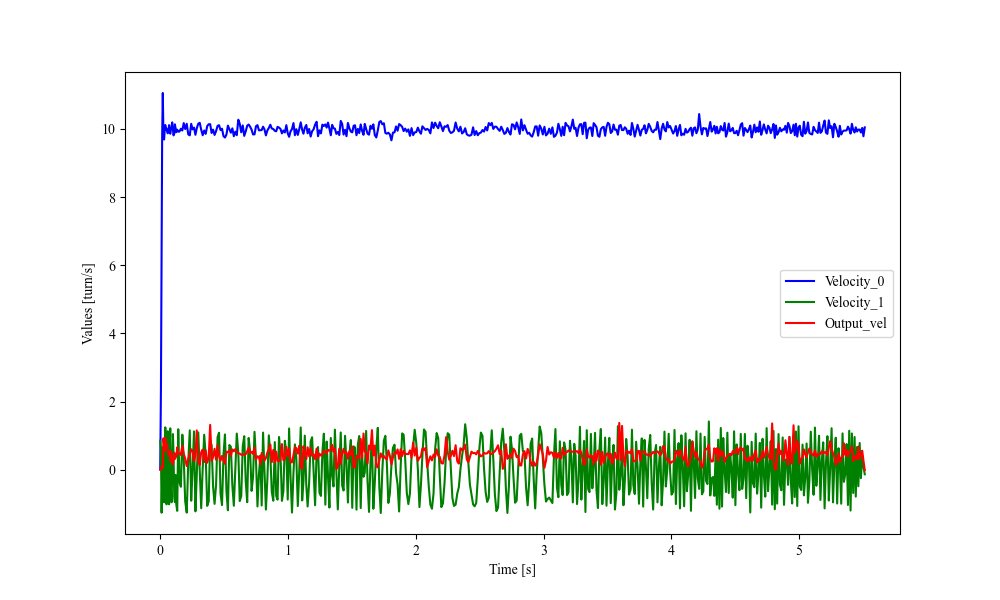 10
8
6
4
2
0
Values [turn/s]
Velocity_0
Velocity_1
Output_vel
0 1 2 3 4 5
Time [s]